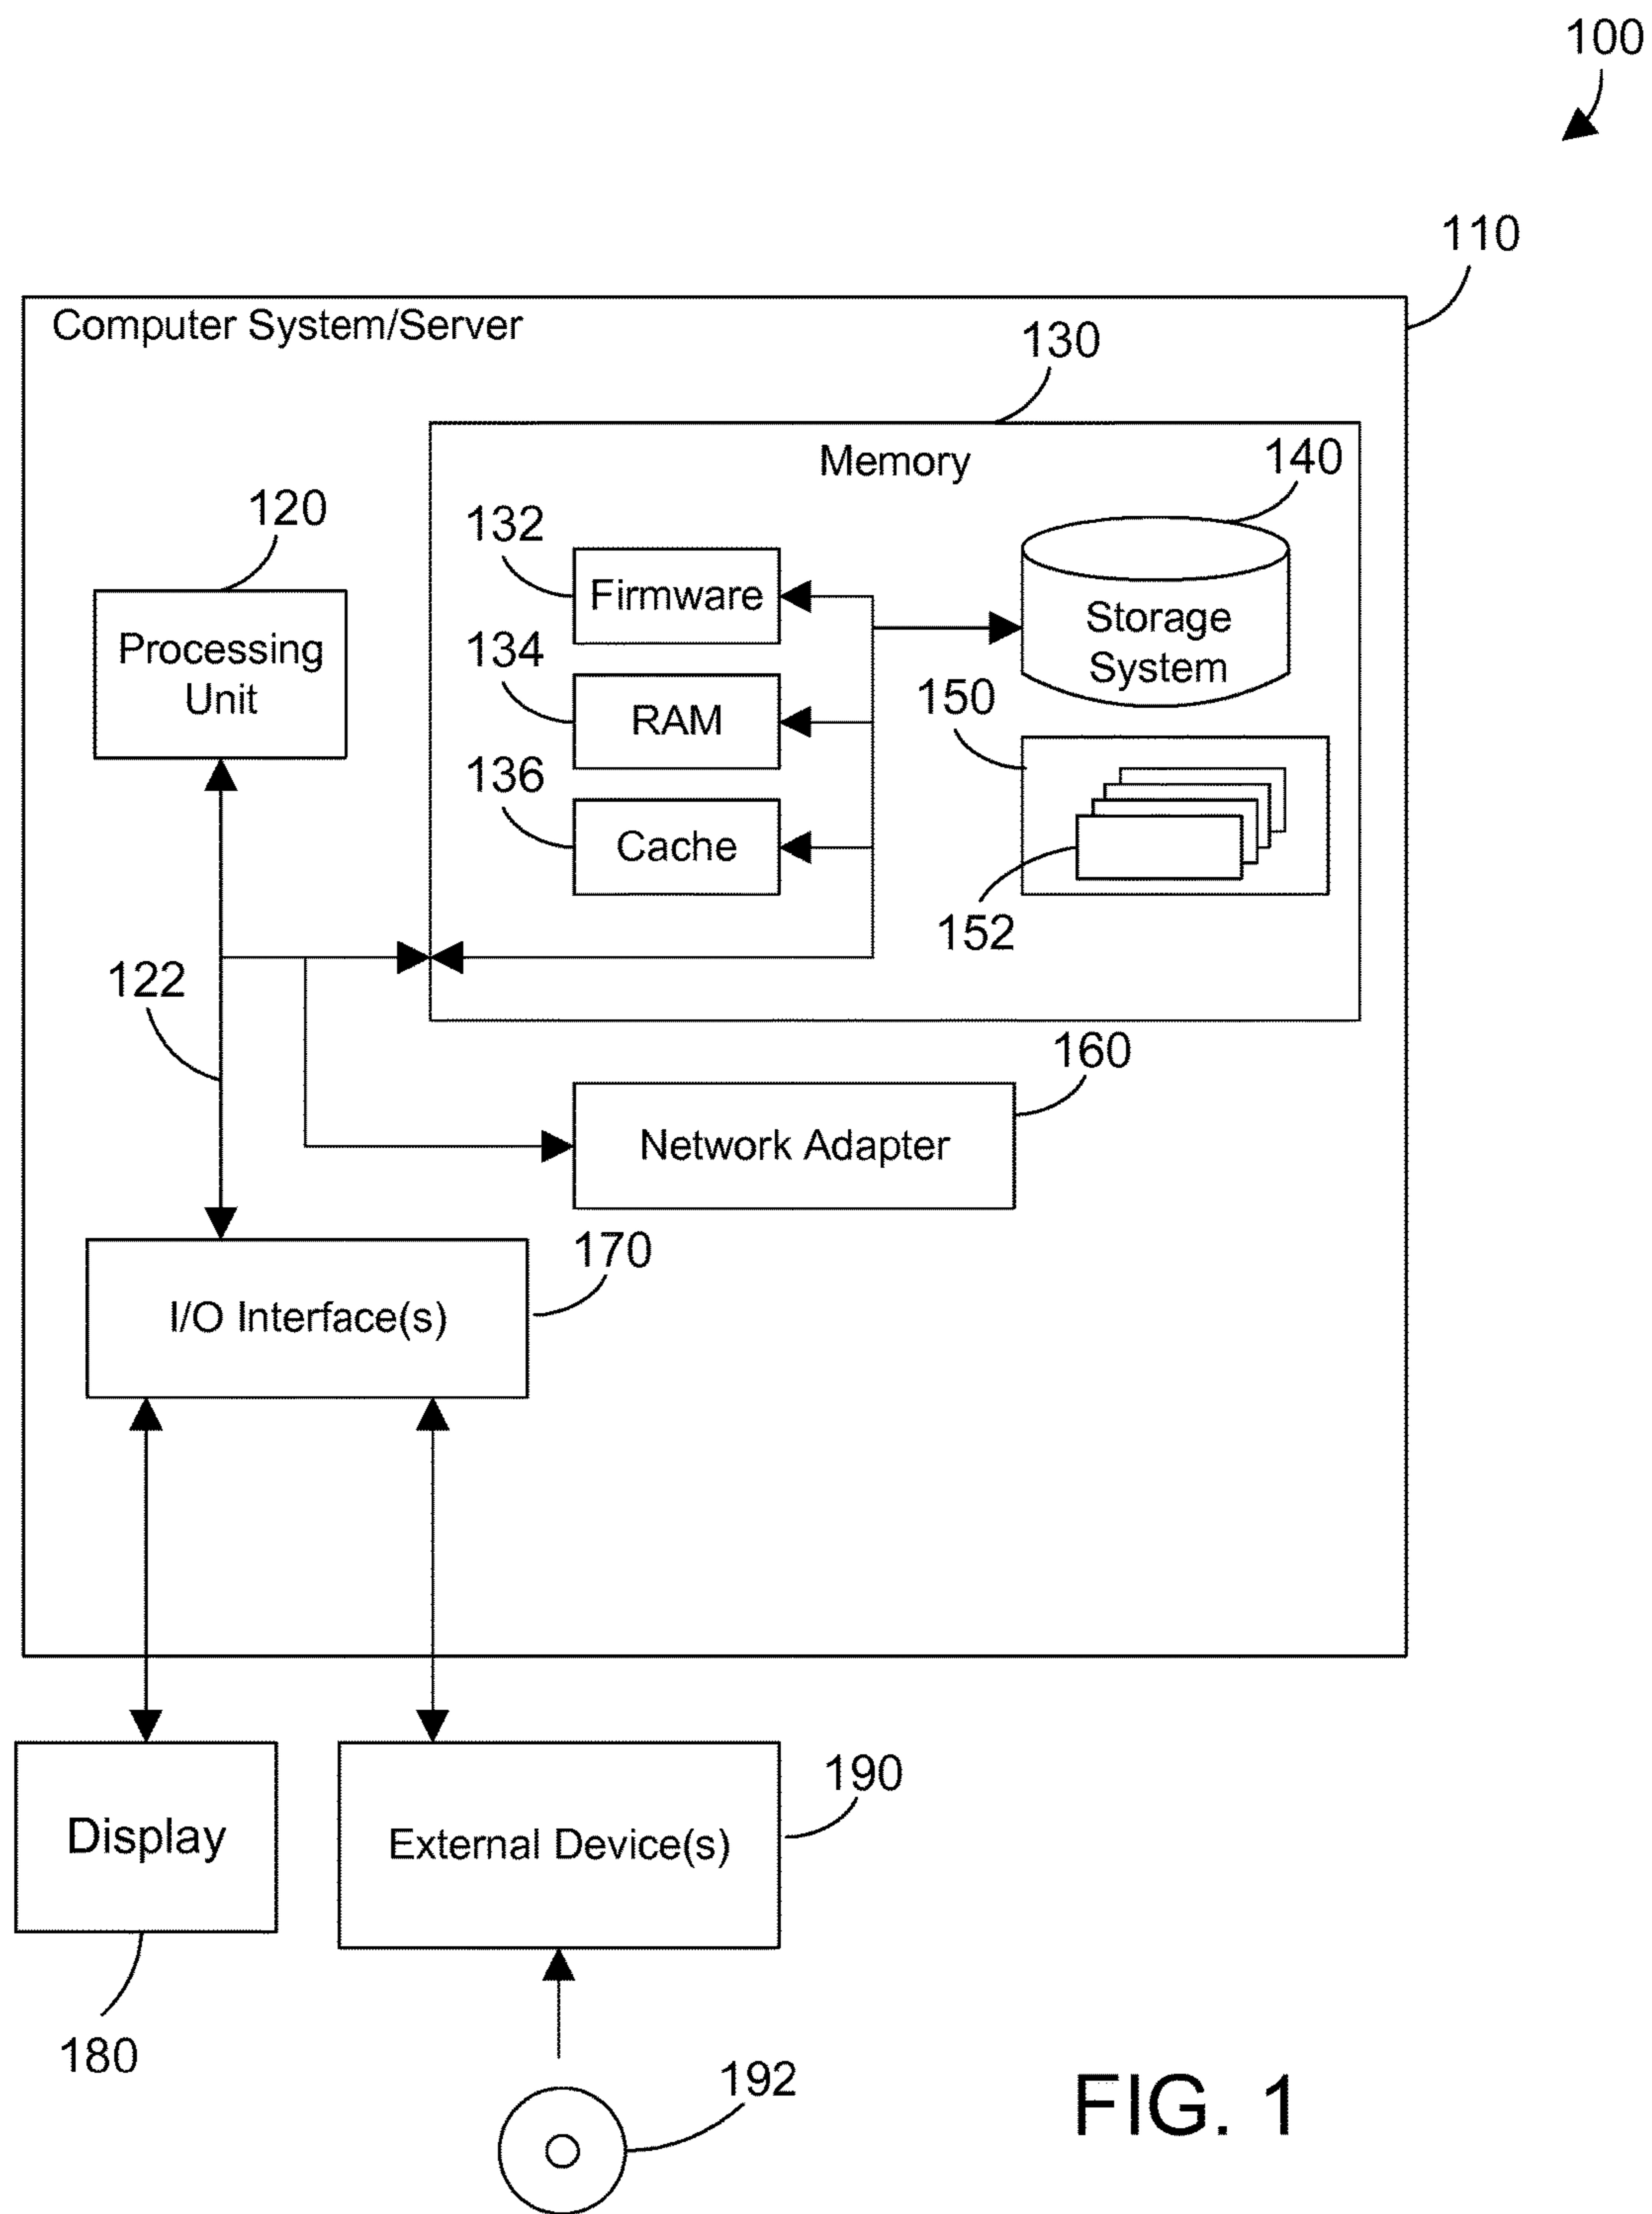 100
110
Computer System/Server
130
Memory
140
120
132
Firmware
Storage
System
Processing
Unit
134
RAM
150
136
Cache
152
122
160
Network Adapter
170
I/O Interface(s)
190
Display
External Device(s)
180
192
FIG. 1